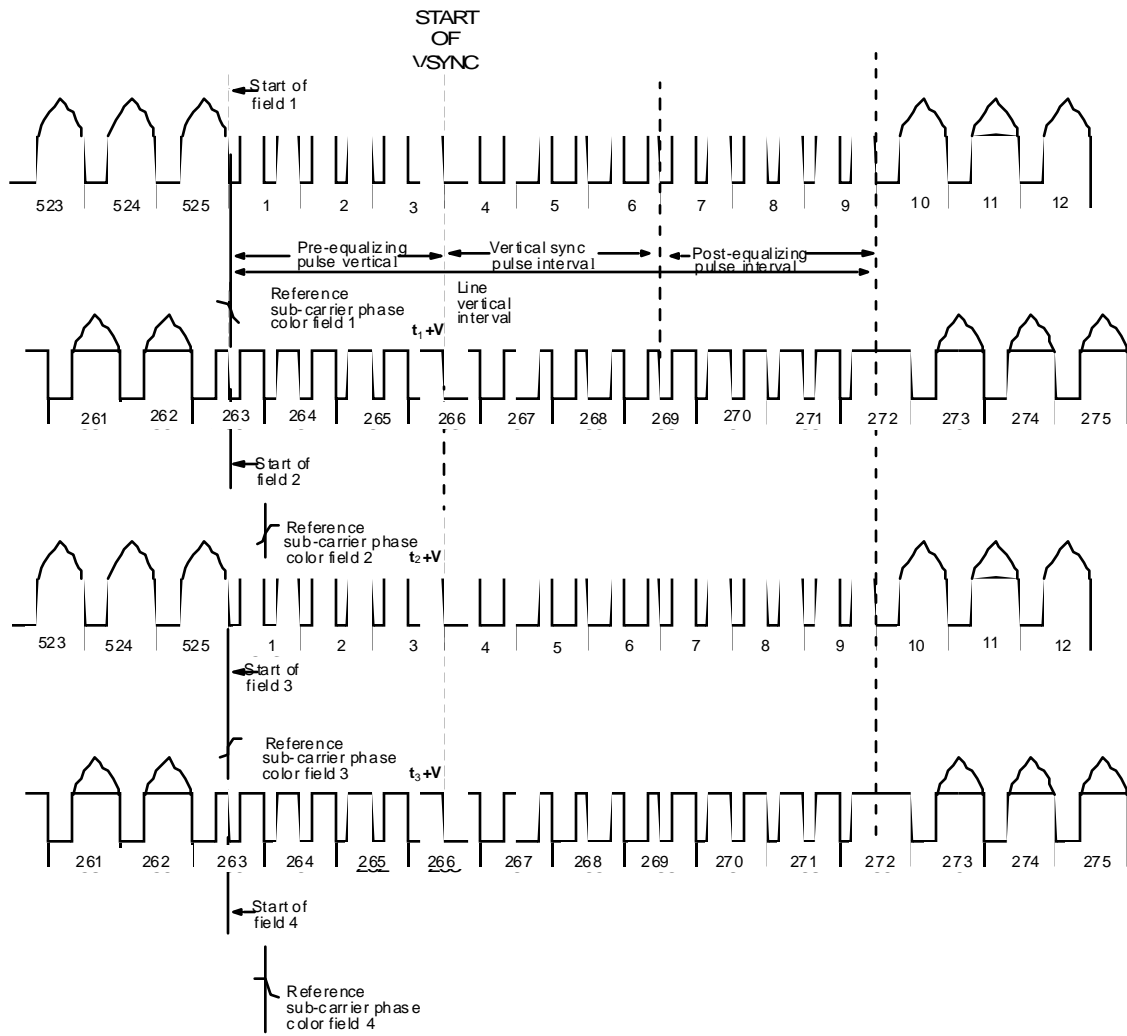 START
OF
VSYNC
Start of
field 1
523 524 525 1 2 3 4 5 6 7 8 9 10 11 12
Pre-equalizing
pulse vertical
Vertical sync
pulse interval
Post-equalizing
pulse interval
Reference
sub-carrier phase
color field 1
Line
vertical
interval
t1+V
261 262 263 264 265 266 267 268 269 270 271 272 273 274 275
Start of
field 2
Reference
sub-carrier phase
color field 2
t2+V
523 524 525 1 2 3 4 5 6 7 8 9 10 11 12
Start of
field 3
Reference
sub-carrier phase
color field 3
t3+V
261 262 263 264 265 266 267 268 269 270 271 272 273 274 275
Start of
field 4
Reference
sub-carrier phase
color field 4